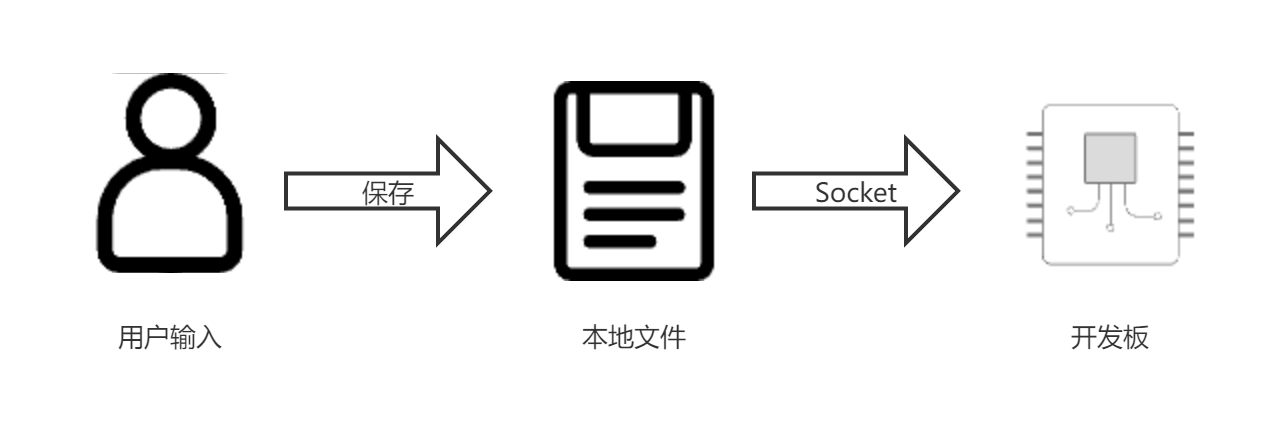 保存
Socket
用户输入
本地文件
开发板